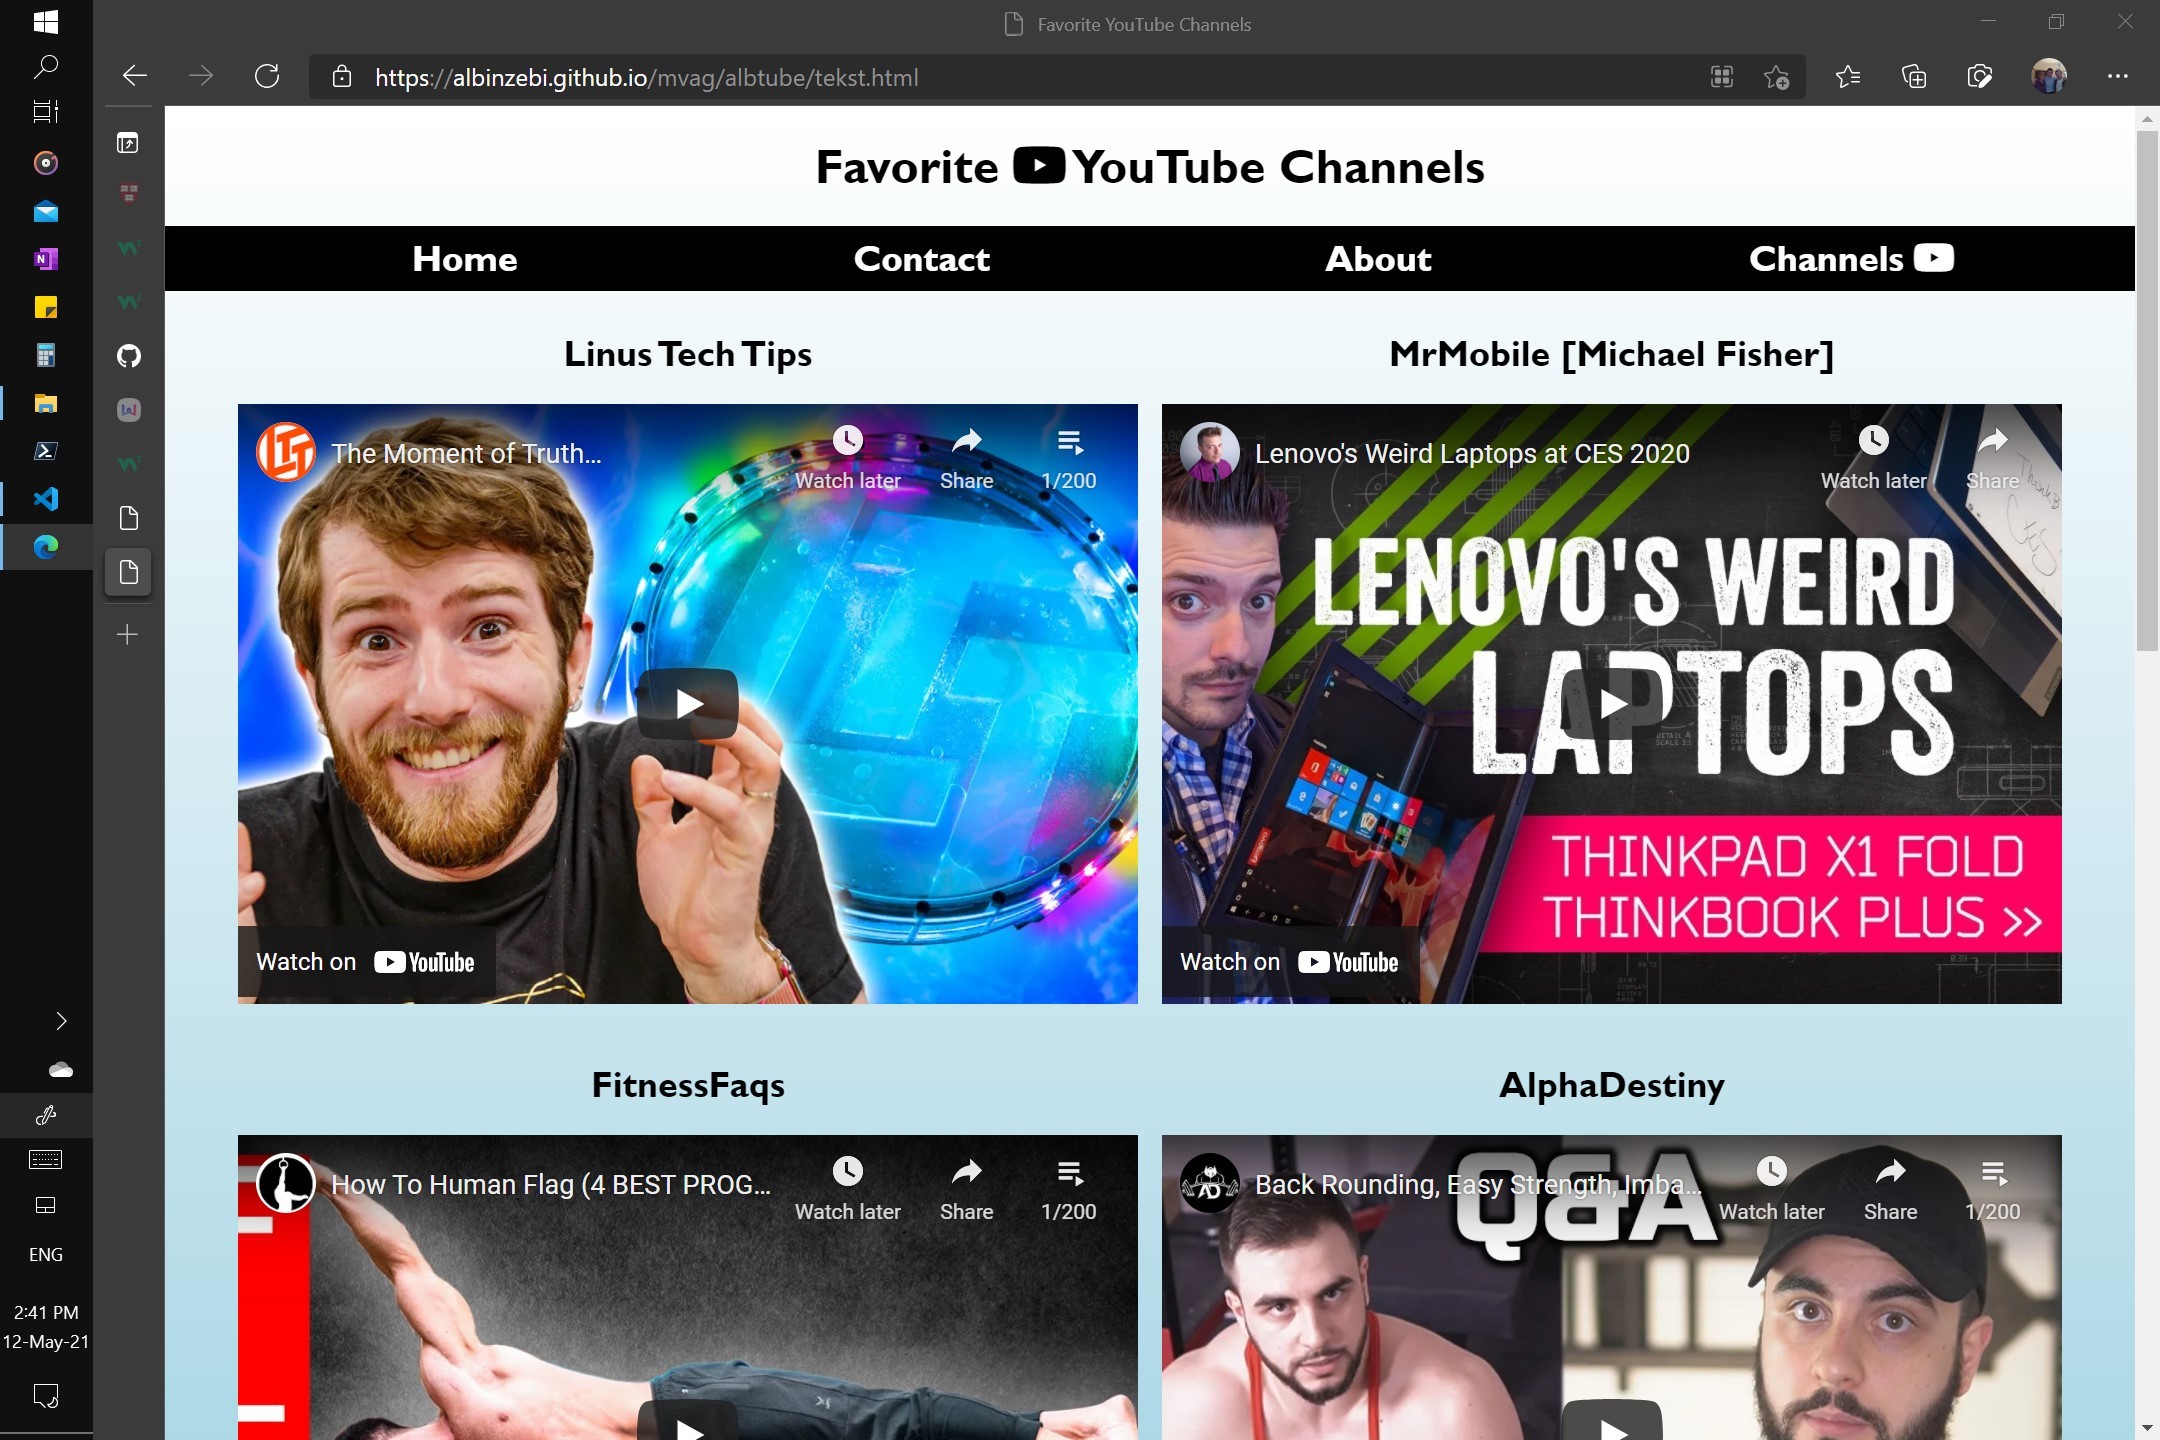 Favorite YouTube Channels
https://albinzebi.github.io/mvag/albtube/tekst.html
Favorite YouTube Channels
Home Contact About Channels
Linus Tech Tips
The Moment of Truth...
Watch later Share 1/200
Watch on YouTube
MrMobile [Michael Fisher]
Lenovo's Weird Laptops at CES 2020
Watch later Share
LENOVO'S WEIRD
LAPTOPS
THINKPAD X1 FOLD
THINKBOOK PLUS >>
Watch on YouTube
FitnessFaqs
How To Human Flag (4 BEST PROG...
Watch later Share 1/200
AlphaDestiny
Back Rounding, Easy Strength, Imba...
Watch later Share 1/200
Q&A
AD
ENG
2:41 PM
12-May-21